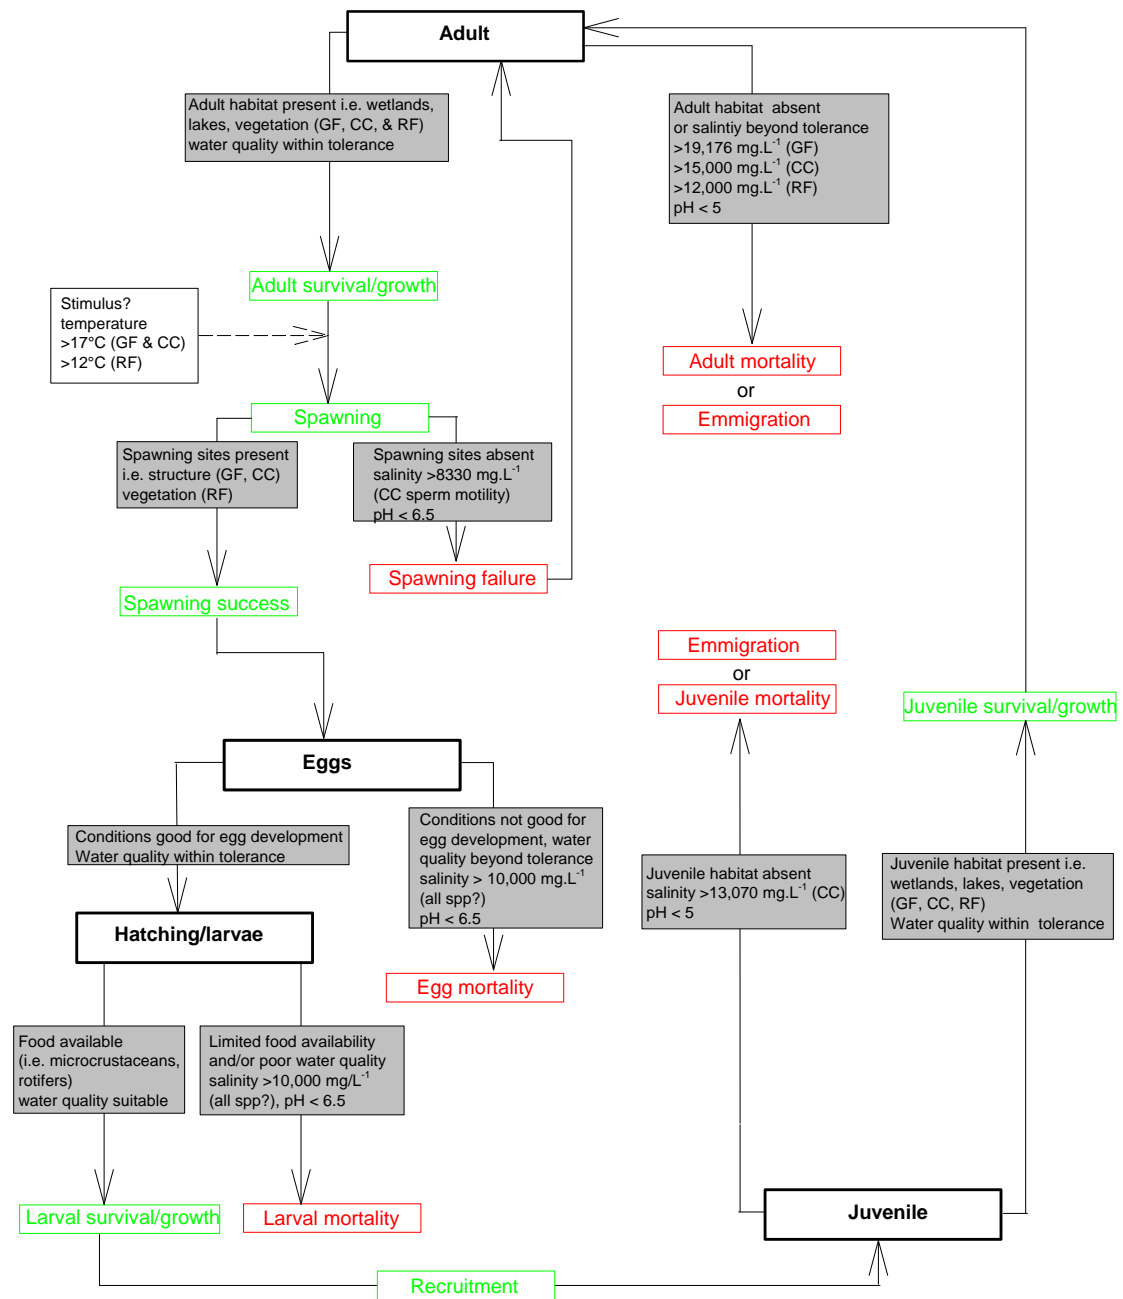 Adult
Adult habitat present i.e. wetlands,
lakes, vegetation (GF, CC, & RF)
water quality within tolerance
Adult habitat  absent
or salintiy beyond tolerance
>19,176 mg.L⁻¹ (GF)
>15,000 mg.L⁻¹ (CC)
>12,000 mg.L⁻¹ (RF)
pH < 5
Adult survival/growth
Stimulus?
temperature
>17°C (GF & CC)
>12°C (RF)
Adult mortality
or
Emmigration
Spawning
Spawning sites present
i.e. structure (GF, CC)
vegetation (RF)
Spawning sites absent
salinity >8330 mg.L⁻¹
(CC sperm motility)
pH < 6.5
Spawning failure
Spawning success
Emmigration
or
Juvenile mortality
Juvenile survival/growth
Eggs
Conditions good for egg development
Water quality within tolerance
Conditions not good for
egg development, water
quality beyond tolerance
salinity > 10,000 mg.L⁻¹
(all spp?)
pH < 6.5
Juvenile habitat absent
salinity >13,070 mg.L⁻¹ (CC)
pH < 5
Juvenile habitat present i.e.
wetlands, lakes, vegetation
(GF, CC, RF)
Water quality within  tolerance
Hatching/larvae
Egg mortality
Food available
(i.e. microcrustaceans,
rotifers)
water quality suitable
Limited food availability
and/or poor water quality
salinity >10,000 mg/L⁻¹
(all spp?), pH < 6.5
Larval survival/growth
Larval mortality
Juvenile
Recruitment